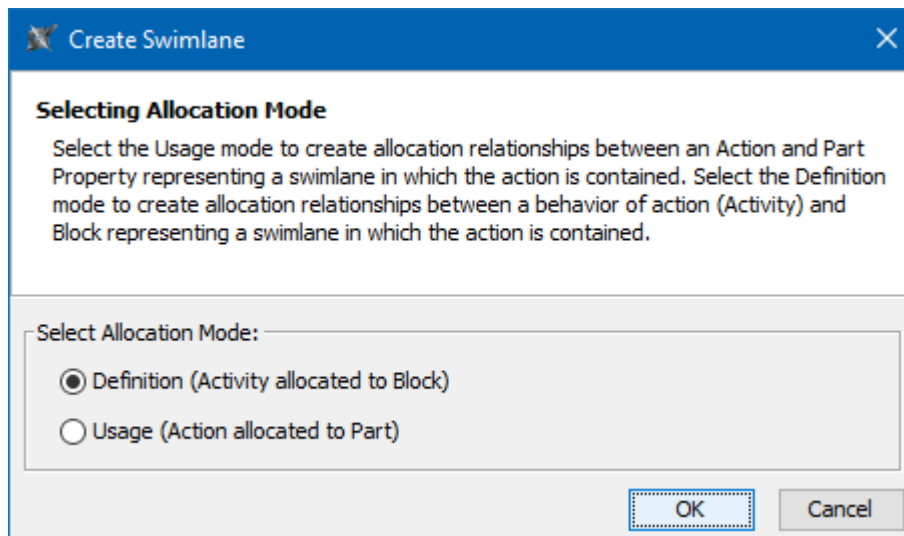 Create Swimlane
Selecting Allocation Mode
Select the Usage mode to create allocation relationships between an Action and Part
Property representing a swimlane in which the action is contained. Select the Definition
mode to create allocation relationships between a behavior of action (Activity) and
Block representing a swimlane in which the action is contained.
Select Allocation Mode:
Definition (Activity allocated to Block)
Usage (Action allocated to Part)
OK Cancel